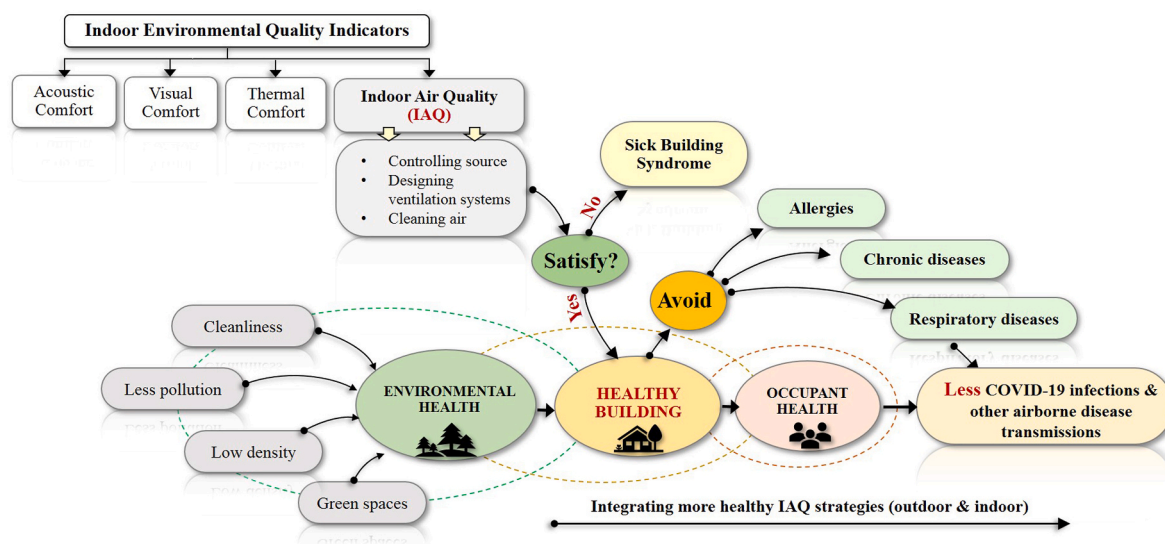 Indoor Environmental Quality Indicators
Acoustic
Comfort
Visual
Comfort
Thermal
Comfort
Indoor Air Quality
(IAQ)
• Controlling source
• Designing
ventilation systems
• Cleaning air
Sick Building
Syndrome
No
Satisfy?
Yes
Allergies
Chronic diseases
Avoid
Respiratory diseases
Cleanliness
Less pollution
Low density
Green spaces
ENVIRONMENTAL
HEALTH
HEALTHY
BUILDING
OCCUPANT
HEALTH
Less COVID-19 infections &
other airborne disease
transmissions
Integrating more healthy IAQ strategies (outdoor & indoor)